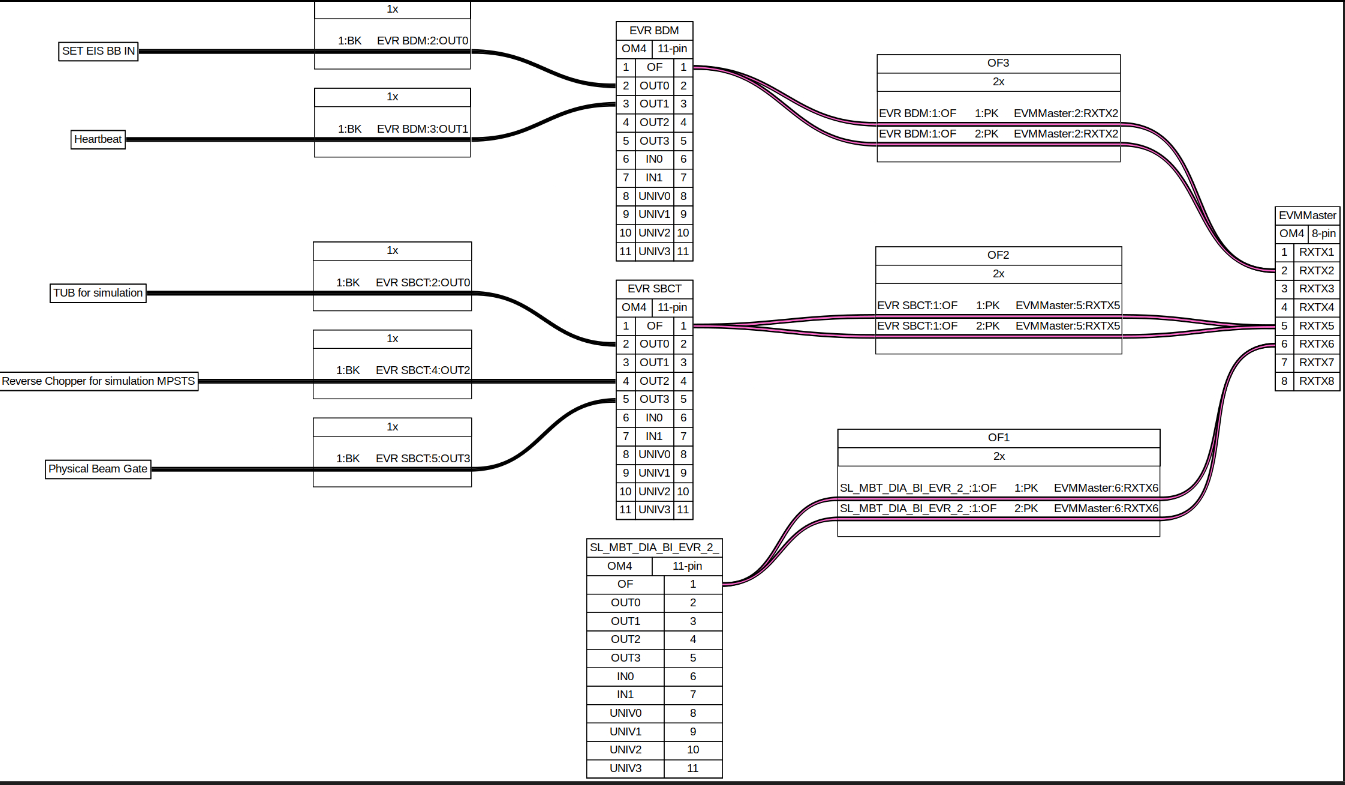 1x
1:BK EVR BDM:2:OUT0
SET EIS BB IN
1x
1:BK EVR BDM:3:OUT1
Heartbeat
1x
1:BK EVR SBCT:2:OUT0
TUB for simulation
1x
1:BK EVR SBCT:4:OUT2
Reverse Chopper for simulation MPSTS
1x
1:BK EVR SBCT:5:OUT3
Physical Beam Gate
EVR BDM
OM4 11-pin
1 OF 1
2 OUT0 2
3 OUT1 3
4 OUT2 4
5 OUT3 5
6 IN0 6
7 IN1 7
8 UNIV0 8
9 UNIV1 9
10 UNIV2 10
11 UNIV3 11
EVR SBCT
OM4 11-pin
1 OF 1
2 OUT0 2
3 OUT1 3
4 OUT2 4
5 OUT3 5
6 IN0 6
7 IN1 7
8 UNIV0 8
9 UNIV1 9
10 UNIV2 10
11 UNIV3 11
SL_MBT_DIA_BI_EVR_2_
OM4 11-pin
OF 1
OUT0 2
OUT1 3
OUT2 4
OUT3 5
IN0 6
IN1 7
UNIV0 8
UNIV1 9
UNIV2 10
UNIV3 11
OF3
2x
EVR BDM:1:OF 1:PK EVMMaster:2:RXTX2
EVR BDM:1:OF 2:PK EVMMaster:2:RXTX2
OF2
2x
EVR SBCT:1:OF 1:PK EVMMaster:5:RXTX5
EVR SBCT:1:OF 2:PK EVMMaster:5:RXTX5
OF1
2x
SL_MBT_DIA_BI_EVR_2_:1:OF 1:PK EVMMaster:6:RXTX6
SL_MBT_DIA_BI_EVR_2_:1:OF 2:PK EVMMaster:6:RXTX6
EVMMaster
OM4 8-pin
1 RXTX1
2 RXTX2
3 RXTX3
4 RXTX4
5 RXTX5
6 RXTX6
7 RXTX7
8 RXTX8